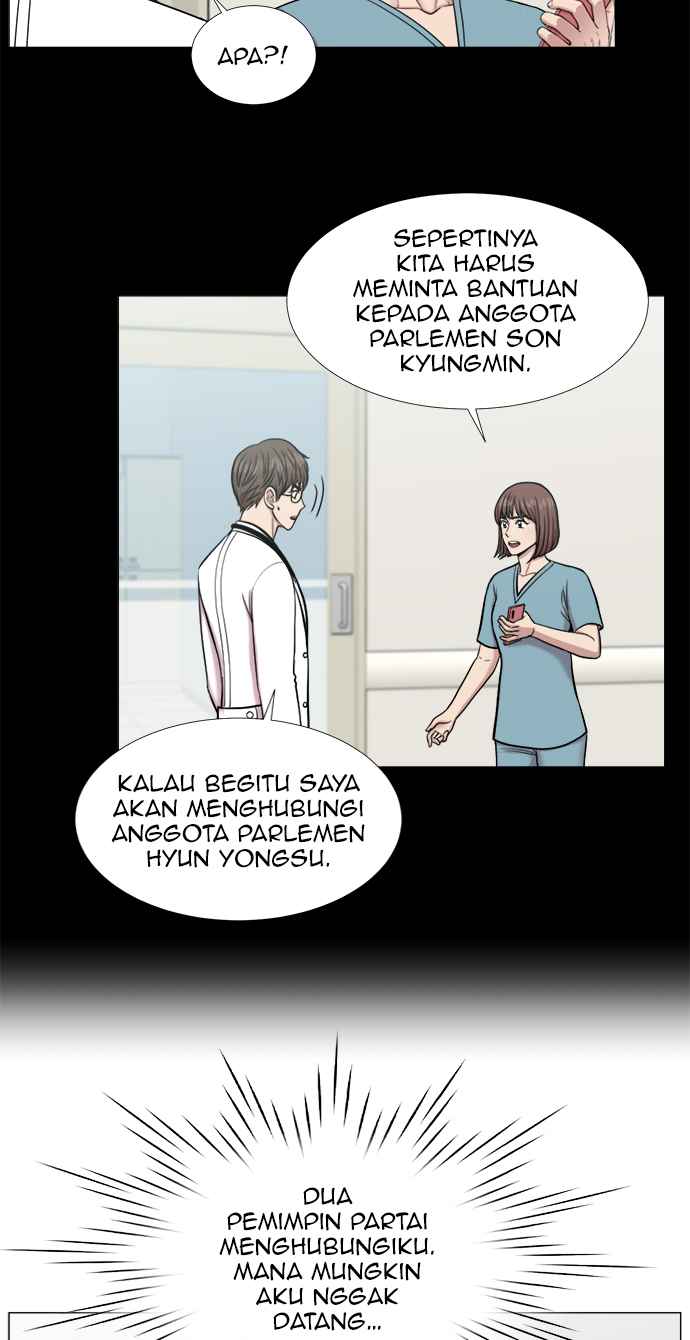 APA?!
SEPERTINYA
KITA HARUS
MEMINTA BANTUAN
KEPADA ANGGOTA
PARLEMEN SON
KYUNGMIN.
KALAU BEGITU SAYA
AKAN MENGHUBUNGI
ANGGOTA PARLEMEN
HYUN YONGSU.
DUA
PEMIMPIN PARTAI
MENGHUBUNGIKU.
MANA MUNGKIN
AKU NGGAK
DATANG...